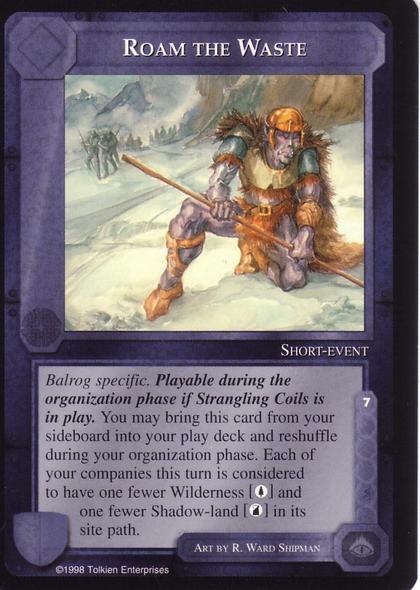 ROAM THE WASTE
SHORT-EVENT
Balrog specific. Playable during the
organization phase if Strangling Coils is
in play. You may bring this card from your
sideboard into your play deck and reshuffle
during your organization phase. Each of
your companies this turn is considered
to have one fewer Wilderness [ ] and
one fewer Shadow-land [ ] in its
site path.
7
ART BY R. WARD SHIPMAN
©1998 Tolkien Enterprises